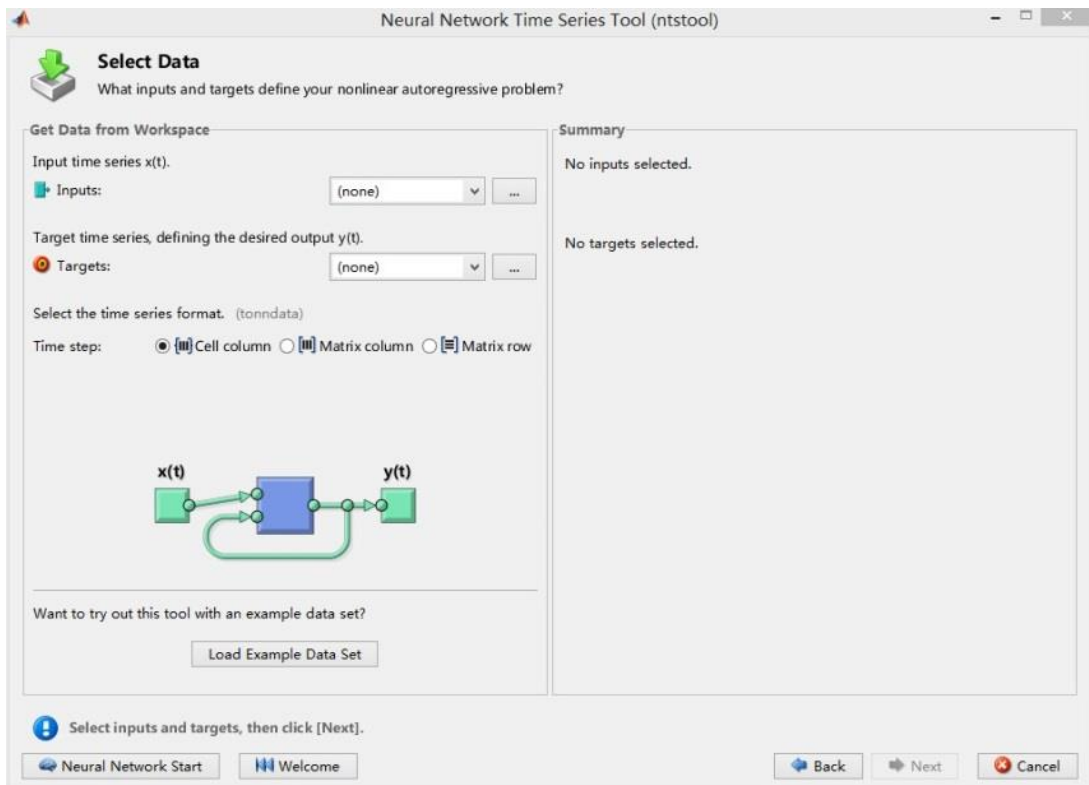 Neural Network Time Series Tool (ntstool)
Select Data
What inputs and targets define your nonlinear autoregressive problem?
Get Data from Workspace
Input time series x(t).
Inputs: (none) ...
Target time series, defining the desired output y(t).
Targets: (none) ...
Select the time series format. (tonndata)
Time step: Cell column Matrix column Matrix row
x(t) y(t)
Want to try out this tool with an example data set?
Load Example Data Set
Summary
No inputs selected.
No targets selected.
Select inputs and targets, then click [Next].
Neural Network Start Welcome Back Next Cancel